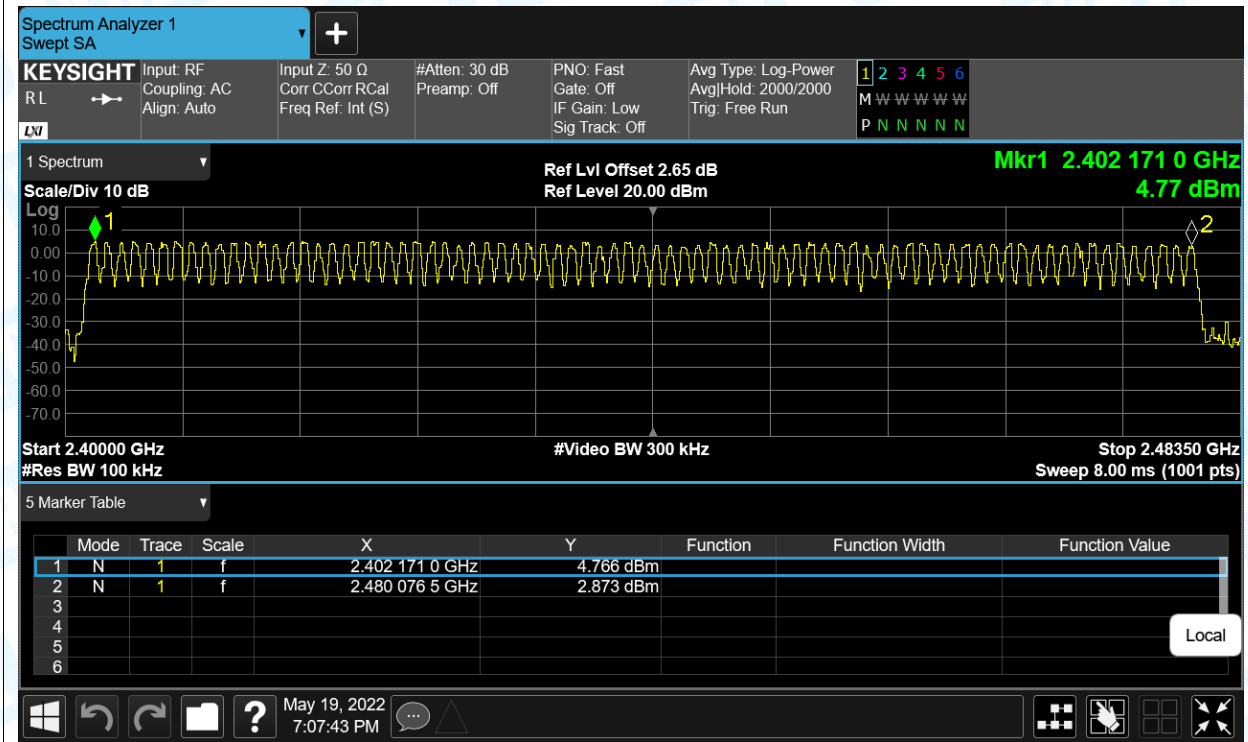 Spectrum Analyzer 1
Swept SA
KEYSIGHT
R L
LXI
Input: RF
Coupling: AC
Align: Auto
Input Z: 50 Ω
Corr CCorr RCal
Freq Ref: Int (S)
#Atten: 30 dB
Preamp: Off
PNO: Fast
Gate: Off
IF Gain: Low
Sig Track: Off
Avg Type: Log-Power
Avg|Hold: 2000/2000
Trig: Free Run
1 2 3 4 5 6
M W W W W W
P N N N N N
1 Spectrum
Scale/Div 10 dB
Ref Lvl Offset 2.65 dB
Ref Level 20.00 dBm
Mkr1 2.402 171 0 GHz
4.77 dBm
Log
10.0
0.00
-10.0
-20.0
-30.0
-40.0
-50.0
-60.0
-70.0
1
2
Start 2.40000 GHz
#Res BW 100 kHz
#Video BW 300 kHz
Stop 2.48350 GHz
Sweep 8.00 ms (1001 pts)
5 Marker Table
Mode Trace Scale X Y Function Function Width Function Value
1 N 1 f 2.402 171 0 GHz 4.766 dBm
2 N 1 f 2.480 076 5 GHz 2.873 dBm
3
4
5
6
Local
?
May 19, 2022
7:07:43 PM